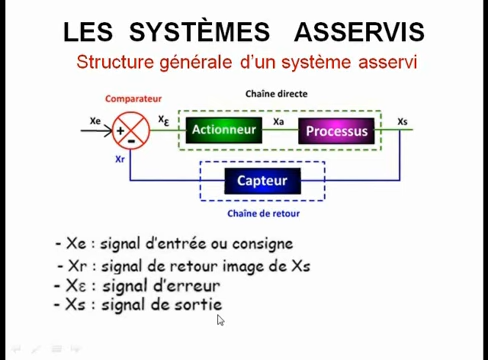 LES SYSTÈMES ASSERVIS
Structure générale d'un système asservi
Chaîne directe
Comparateur
Xe
+
-
Xε
Actionneur
Xa
Processus
Xs
Xr
Capteur
Chaîne de retour
- Xe : signal d'entrée ou consigne
- Xr : signal de retour image de Xs
- Xε : signal d'erreur
- Xs : signal de sortie